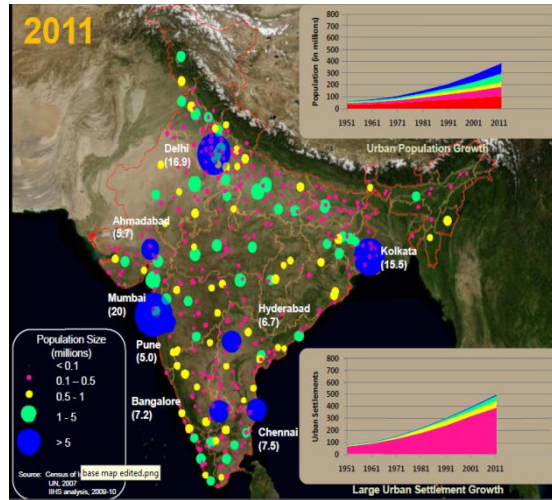 2011
Population (in millions)
800
700
600
500
400
300
200
100
0
1951 1961 1971 1981 1991 2001 2011
Urban Population Growth
Delhi
(16.9)
Ahmadabad
(5.7)
Kolkata
(15.5)
Mumbai
(20)
Hyderabad
(6.7)
Pune
(5.0)
Bangalore
(7.2)
Chennai
(7.5)
Population Size
(millions)
< 0.1
0.1 – 0.5
0.5 - 1
1 - 5
> 5
Source: Census of
base map edited.png
UN, 2007
IIHS analysis, 2009-10
Urban Settlements
800
700
600
500
400
300
200
100
0
1951 1961 1971 1981 1991 2001 2011
Large Urban Settlement Growth